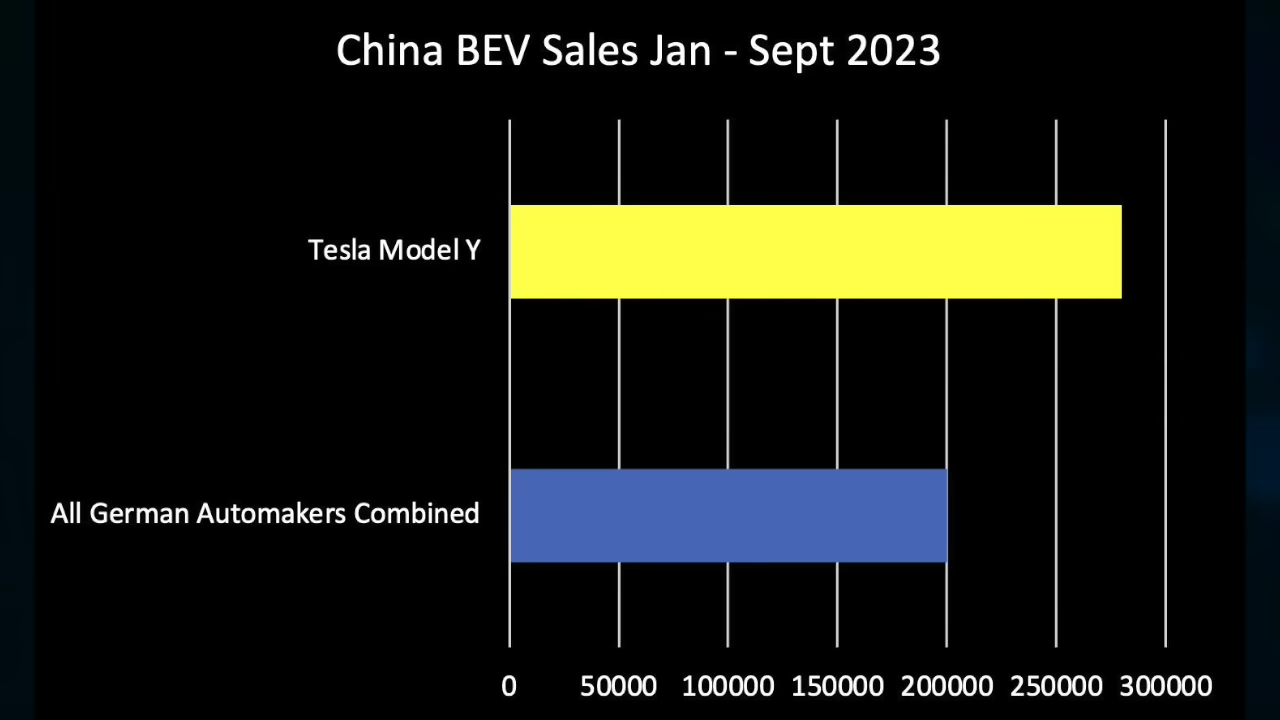 China BEV Sales Jan - Sept 2023
Tesla Model Y
All German Automakers Combined
0 50000 100000 150000 200000 250000 300000